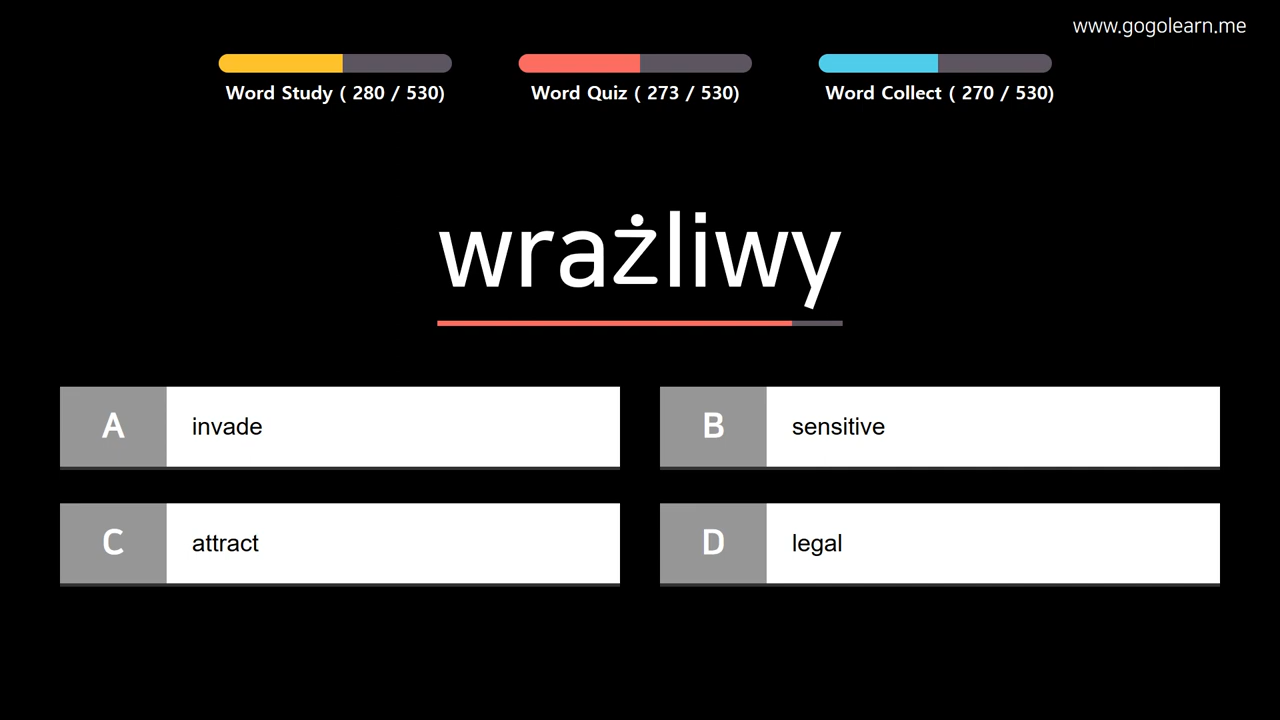 www.gogolearn.me
Word Study ( 280 / 530)
Word Quiz ( 273 / 530)
Word Collect ( 270 / 530)
wrażliwy
A invade
B sensitive
C attract
D legal